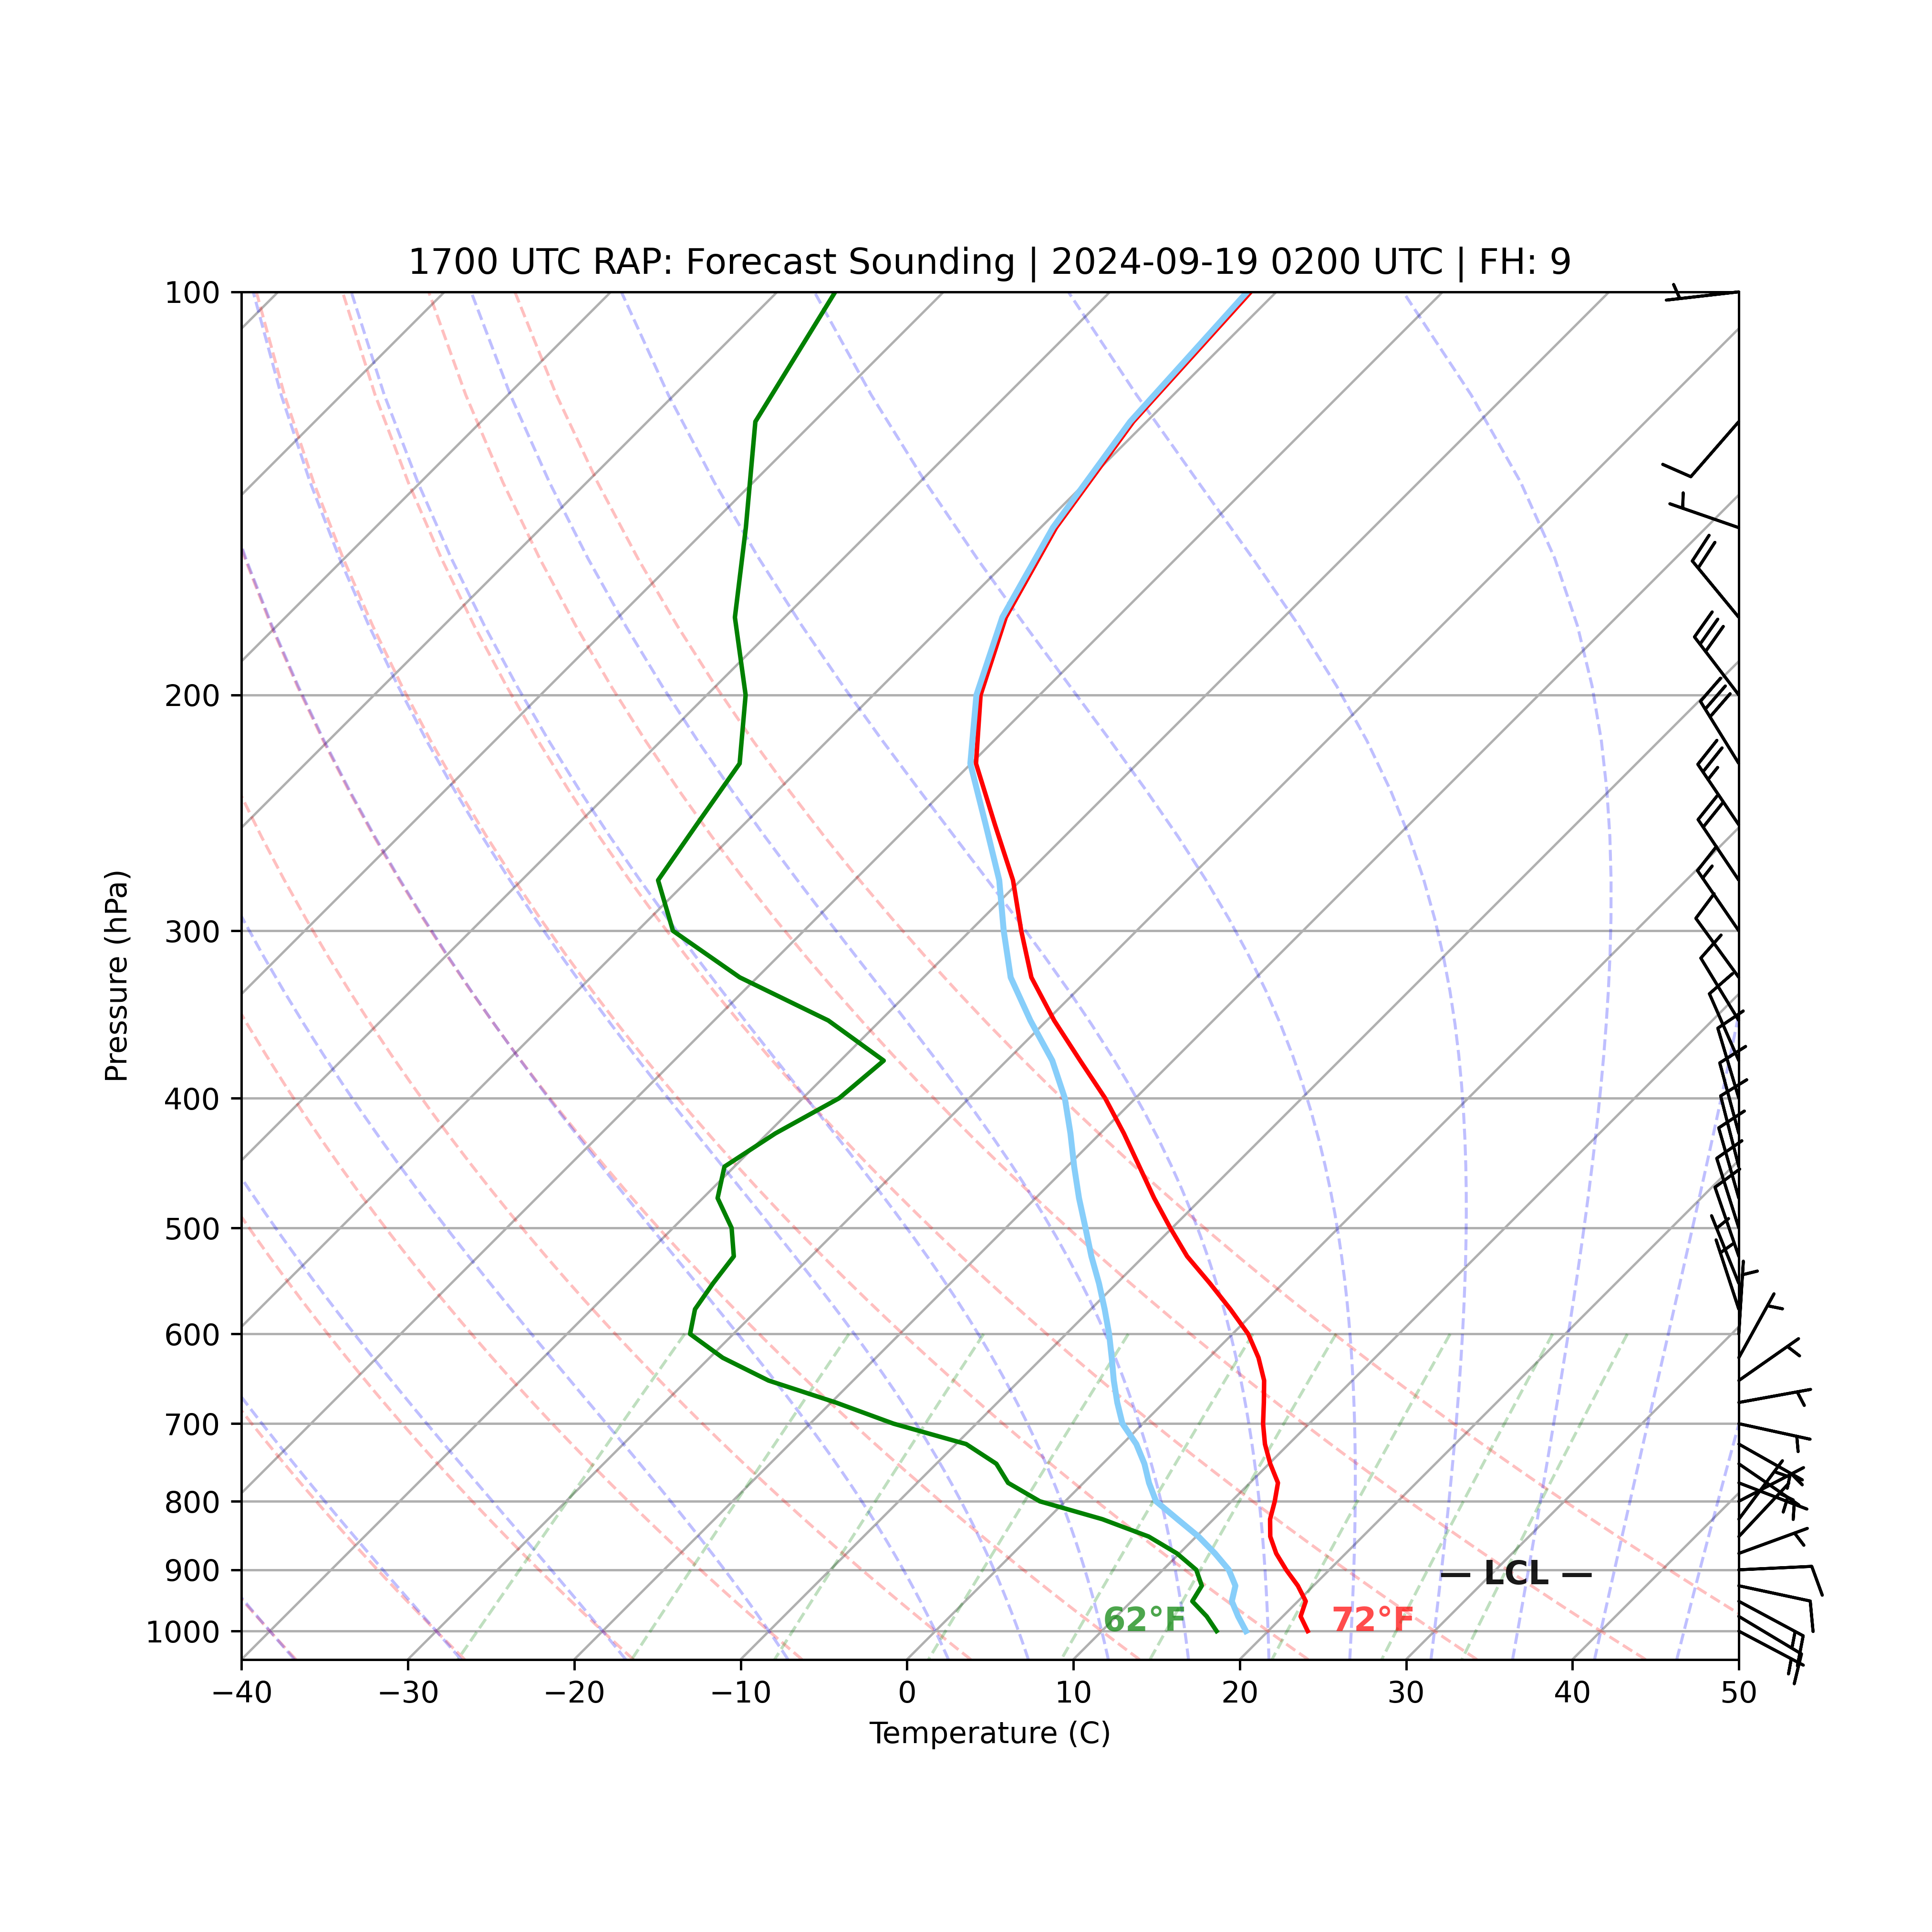 1700 UTC RAP: Forecast Sounding | 2024-09-19 0200 UTC | FH: 9
100
200
300
400
500
600
700
800
900
1000
Pressure (hPa)
— LCL —
62°F
72°F
−40 −30 −20 −10 0 10 20 30 40 50
Temperature (C)